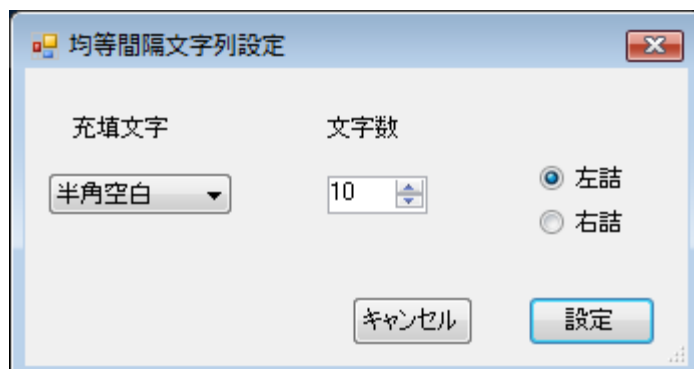 均等間隔文字列設定
充填文字 文字数
半角空白 10 左詰
右詰
キャンセル 設定